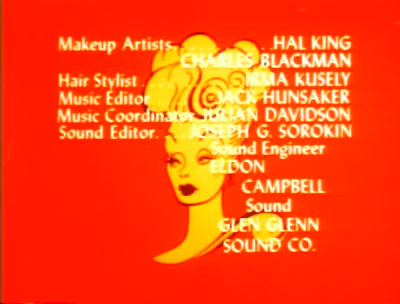 Makeup Artists. ..HAL KING
CHARLES BLACKMAN
Hair Stylist ... IRMA KUSELY
Music Editor ... JACK HUNSAKER
Music Coordinator JULIAN DAVIDSON
Sound Editor. .. JOSEPH G. SOROKIN
Sound Engineer
ELDON
CAMPBELL
Sound
GLEN GLENN
SOUND CO.